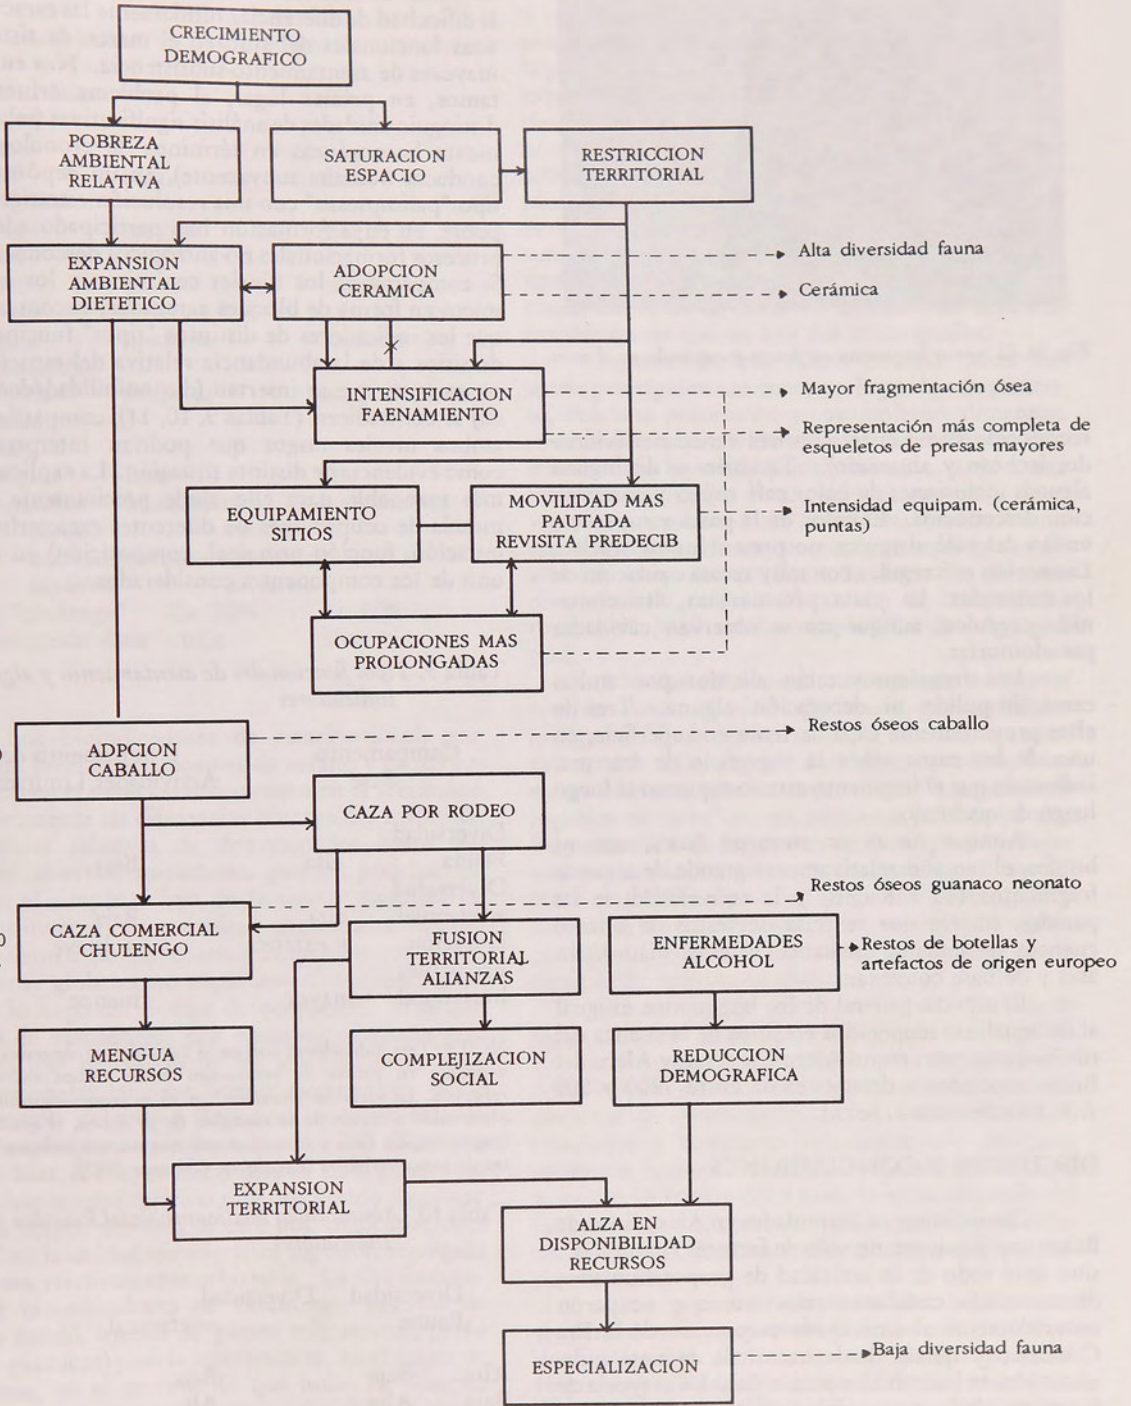 CRECIMIENTO
DEMOGRAFICO
POBREZA
AMBIENTAL
RELATIVA
SATURACION
ESPACIO
RESTRICCION
TERRITORIAL
EXPANSION
AMBIENTAL
DIETETICO
ADOPCION
CERAMICA
Alta diversidad fauna
Cerámica
INTENSIFICACION
FAENAMIENTO
Mayor fragmentación ósea
Representación más completa de
esqueletos de presas mayores
EQUIPAMIENTO
SITIOS
MOVILIDAD MAS
PAUTADA
REVISITA PREDECIB
Intensidad equipam. (cerámica,
puntas)
OCUPACIONES MAS
PROLONGADAS
ADPCION
CABALLO
Restos óseos caballo
CAZA POR RODEO
Restos óseos guanaco neonato
CAZA COMERCIAL
CHULENGO
FUSION
TERRITORIAL
ALIANZAS
ENFERMEDADES
ALCOHOL
Restos de botellas y
artefactos de origen europeo
MENGUA
RECURSOS
COMPLEJIZACION
SOCIAL
REDUCCION
DEMOGRAFICA
EXPANSION
TERRITORIAL
ALZA EN
DISPONIBILIDAD
RECURSOS
ESPECIALIZACION
Baja diversidad fauna